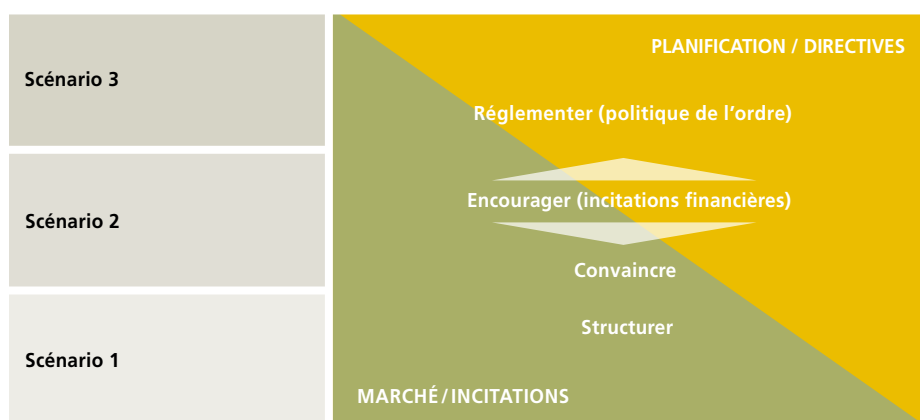 PLANIFICATION / DIRECTIVES
Scénario 3
Réglementer (politique de l’ordre)
Encourager (incitations financières)
Scénario 2
Convaincre
Structurer
Scénario 1
MARCHÉ / INCITATIONS